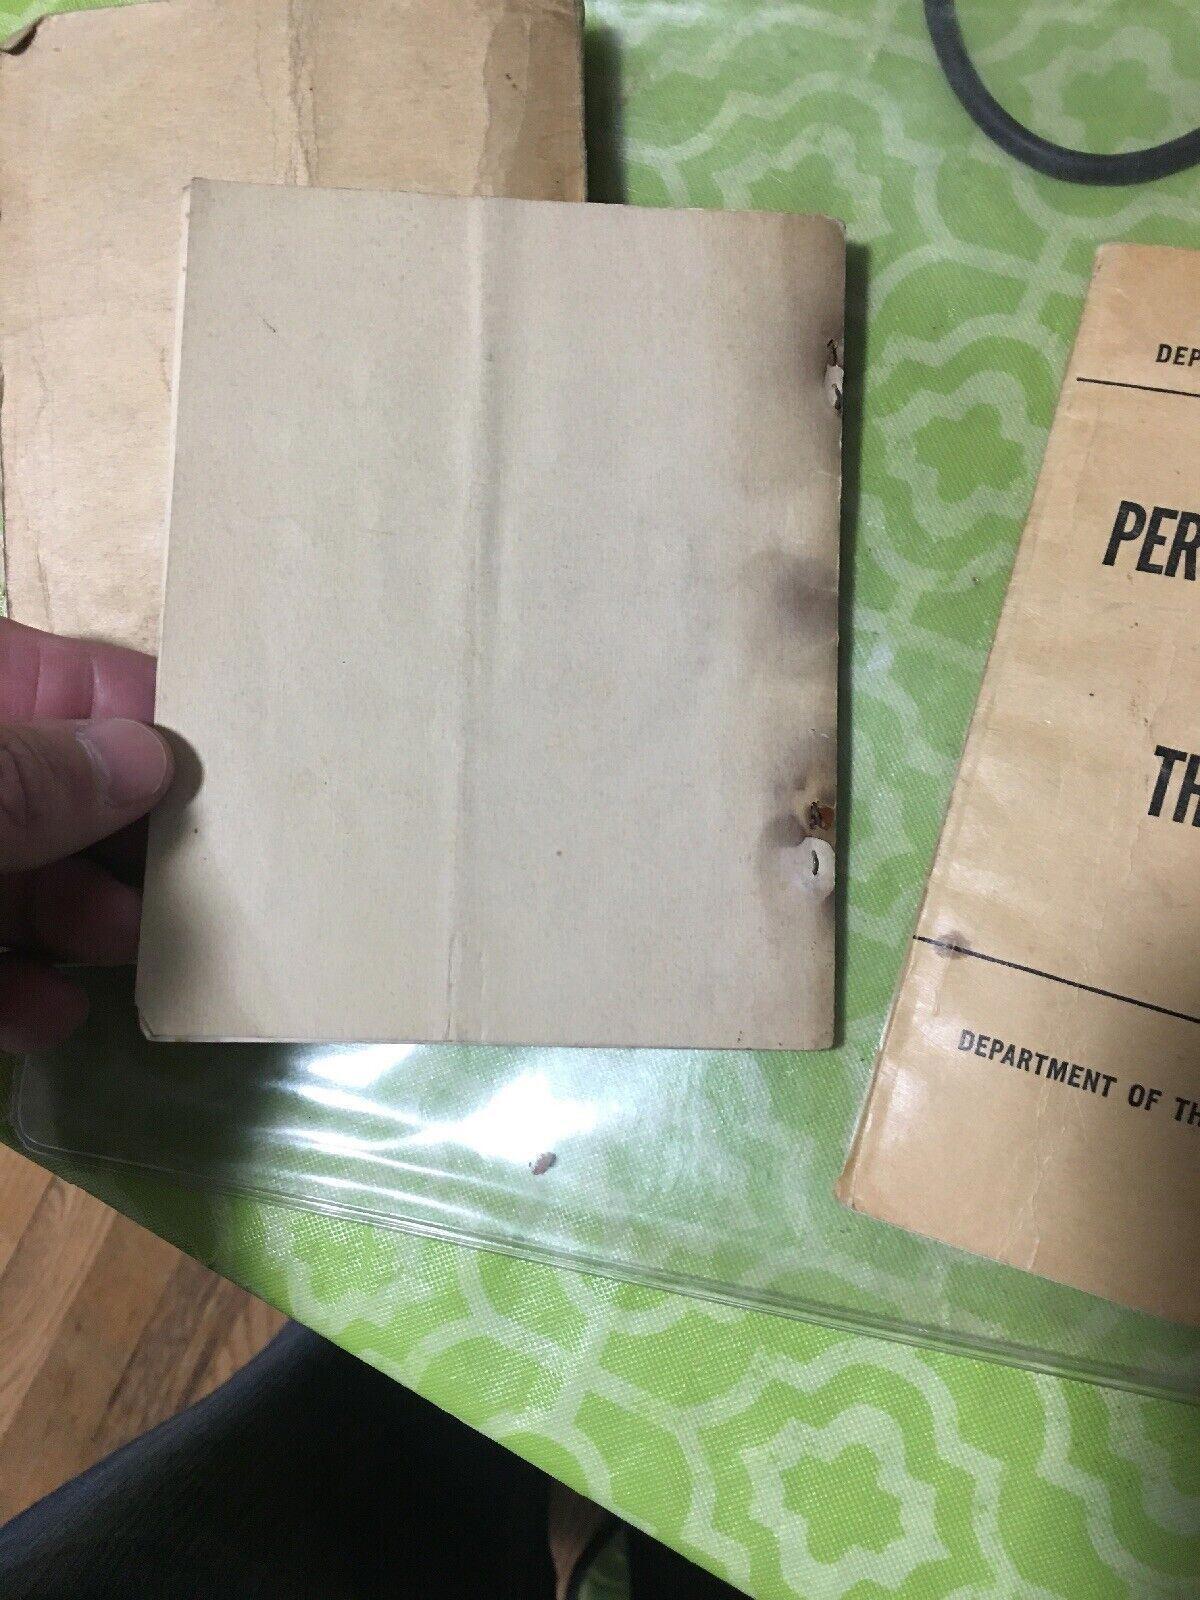 DEP
PER
TH
DEPARTMENT OF TH